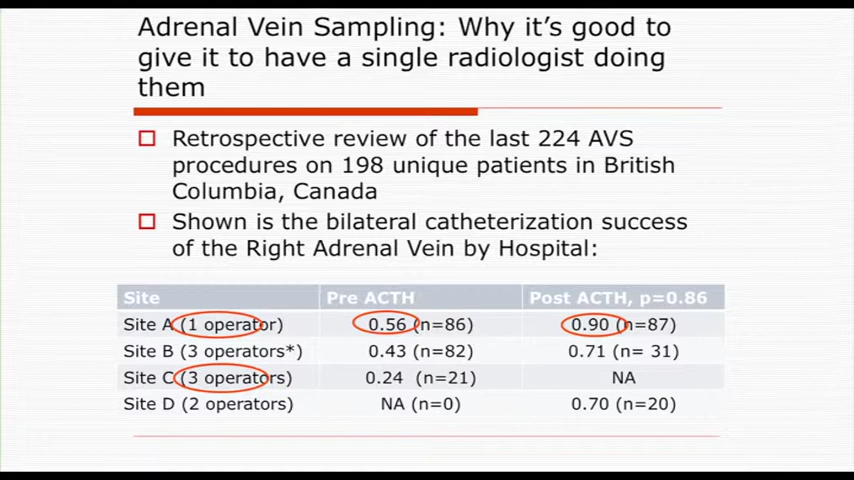 Adrenal Vein Sampling: Why it's good to
give it to have a single radiologist doing
them
Retrospective review of the last 224 AVS
procedures on 198 unique patients in British
Columbia, Canada
Shown is the bilateral catheterization success
of the Right Adrenal Vein by Hospital:
Site Pre ACTH Post ACTH, p=0.86
Site A (1 operator) 0.56 (n=86) 0.90 (n=87)
Site B (3 operators*) 0.43 (n=82) 0.71 (n= 31)
Site C (3 operators) 0.24 (n=21) NA
Site D (2 operators) NA (n=0) 0.70 (n=20)